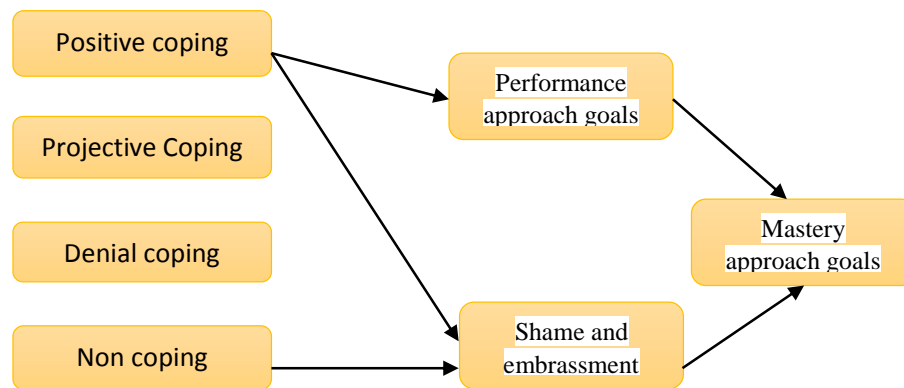 Positive coping
Performance
approach goals
Projective Coping
Mastery
approach goals
Denial coping
Shame and
embrassment
Non coping